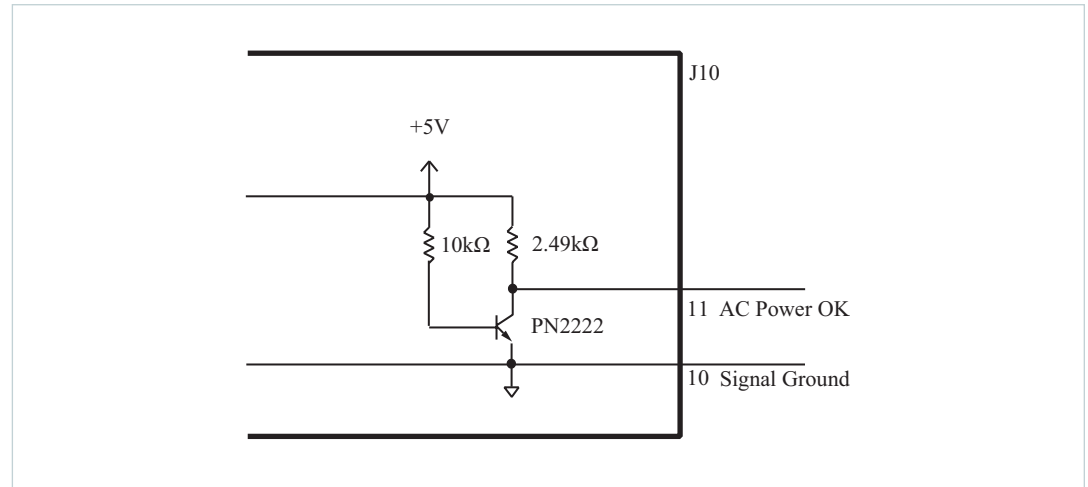 J10
+5V
10kΩ
2.49kΩ
11 AC Power OK
PN2222
10 Signal Ground